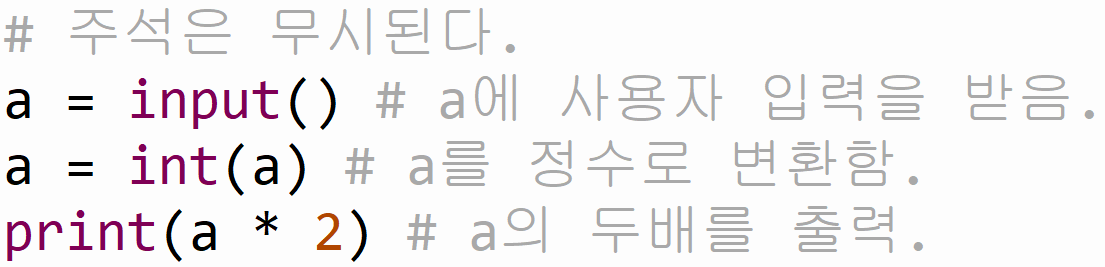 # 주석은 무시된다.
a = input() # a에 사용자 입력을 받음.
a = int(a) # a를 정수로 변환함.
print(a * 2) # a의 두배를 출력.